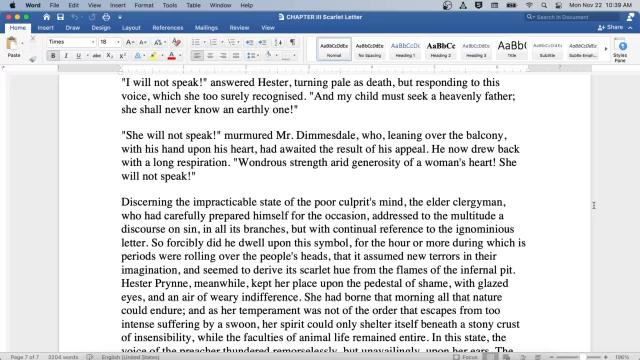 Word File Edit View Insert Format Tools Table Window Help Mon Nov 22 10:39 AM
CHAPTER III Scarlet Letter
Search in Document
Home Insert Draw Design Layout References Mailings Review View Share
Paste Times 18
Normal No Spacing Heading 1 Heading 2 Title Subtitle Subtle Emph... Styles Pane
"I will not speak!" answered Hester, turning pale as death, but responding to this
voice, which she too surely recognised. "And my child must seek a heavenly father;
she shall never know an earthly one!"
"She will not speak!" murmured Mr. Dimmesdale, who, leaning over the balcony,
with his hand upon his heart, had awaited the result of his appeal. He now drew back
with a long respiration. "Wondrous strength arid generosity of a woman's heart! She
will not speak!"
Discerning the impracticable state of the poor culprit's mind, the elder clergyman,
who had carefully prepared himself for the occasion, addressed to the multitude a
discourse on sin, in all its branches, but with continual reference to the ignominious
letter. So forcibly did he dwell upon this symbol, for the hour or more during which is
periods were rolling over the people's heads, that it assumed new terrors in their
imagination, and seemed to derive its scarlet hue from the flames of the infernal pit.
Hester Prynne, meanwhile, kept her place upon the pedestal of shame, with glazed
eyes, and an air of weary indifference. She had borne that morning all that nature
could endure; and as her temperament was not of the order that escapes from too
intense suffering by a swoon, her spirit could only shelter itself beneath a stony crust
of insensibility, while the faculties of animal life remained entire. In this state, the
voice of the preacher thundered remorselessly, but unavailingly, upon her ears. The
Page 7 of 7 3204 words English (United States) Focus